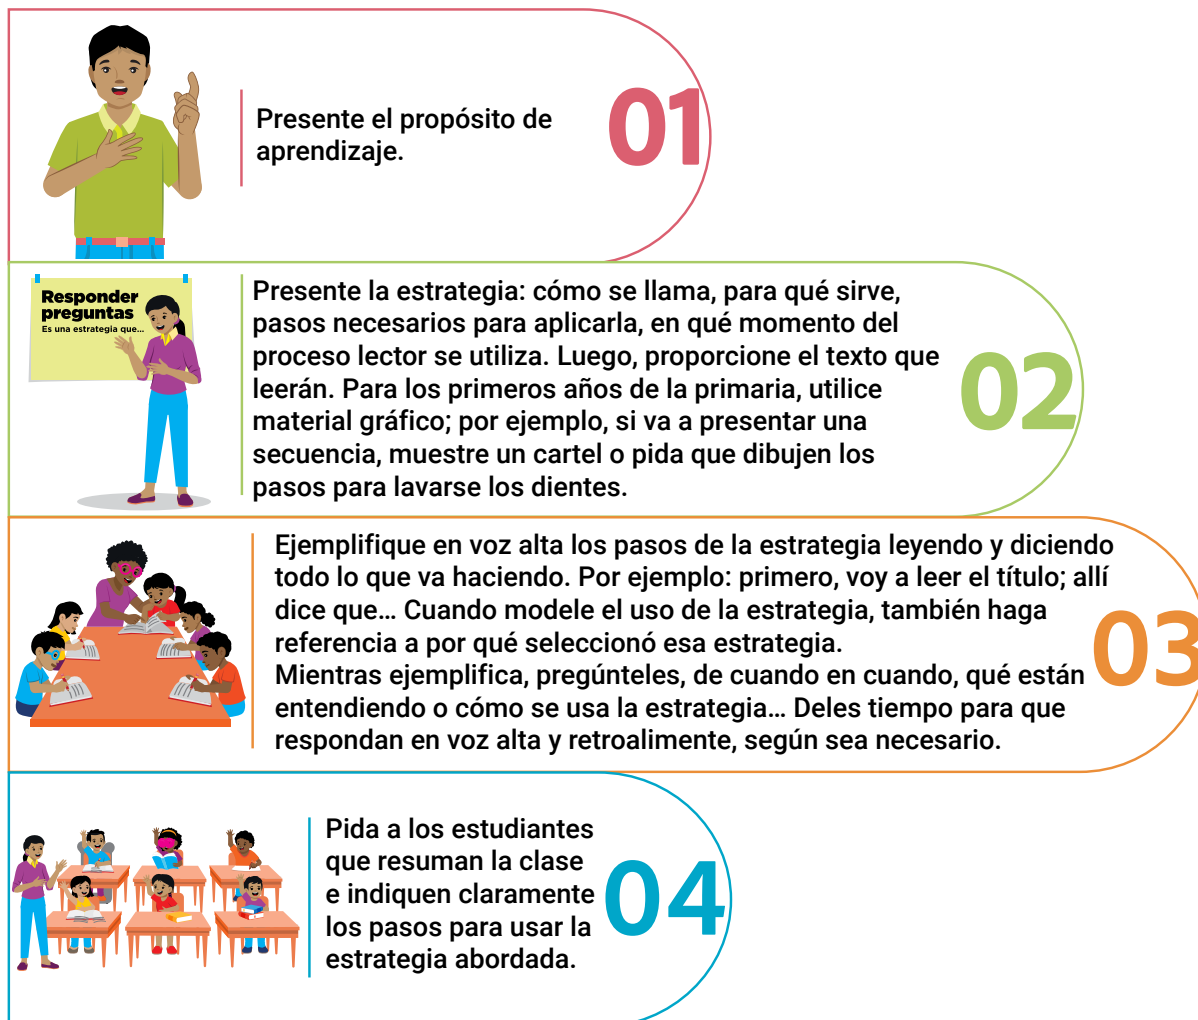 Presente el propósito de
aprendizaje.
01
Responder
preguntas
Es una estrategia que...
Presente la estrategia: cómo se llama, para qué sirve,
pasos necesarios para aplicarla, en qué momento del
proceso lector se utiliza. Luego, proporcione el texto que
leerán. Para los primeros años de la primaria, utilice
material gráfico; por ejemplo, si va a presentar una
secuencia, muestre un cartel o pida que dibujen los
pasos para lavarse los dientes.
02
Ejemplifique en voz alta los pasos de la estrategia leyendo y diciendo
todo lo que va haciendo. Por ejemplo: primero, voy a leer el título; allí
dice que… Cuando modele el uso de la estrategia, también haga
referencia a por qué seleccionó esa estrategia.
Mientras ejemplifica, pregúnteles, de cuando en cuando, qué están
entendiendo o cómo se usa la estrategia… Deles tiempo para que
respondan en voz alta y retroalimente, según sea necesario.
03
Pida a los estudiantes
que resuman la clase
e indiquen claramente
los pasos para usar la
estrategia abordada.
04